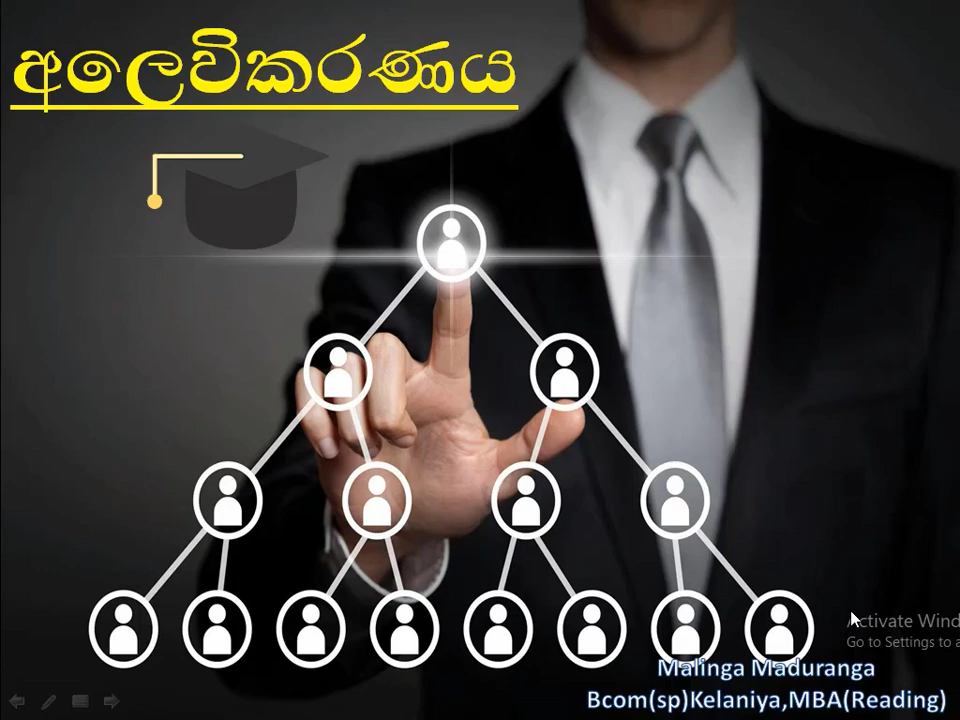 අලෙවිකරණය
Activate Wind
Go to Settings to a
Malinga Maduranga
Bcom(sp)Kelaniya,MBA(Reading)